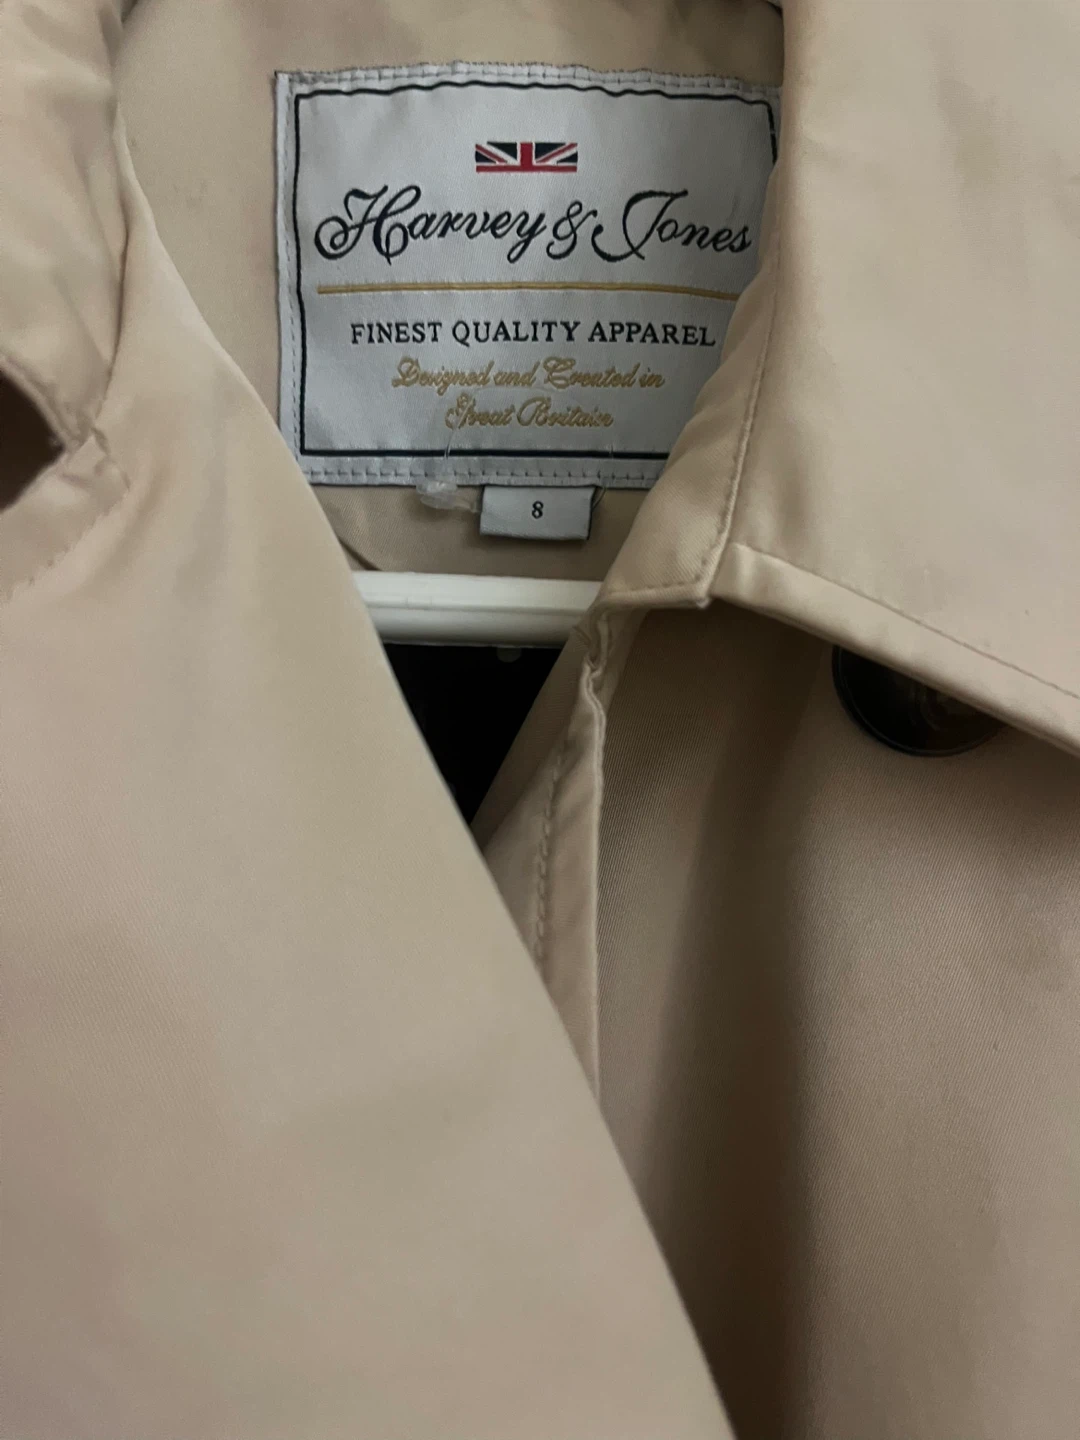 Harvey & Jones
FINEST QUALITY APPAREL
Designed and Created in
Great Britain
8